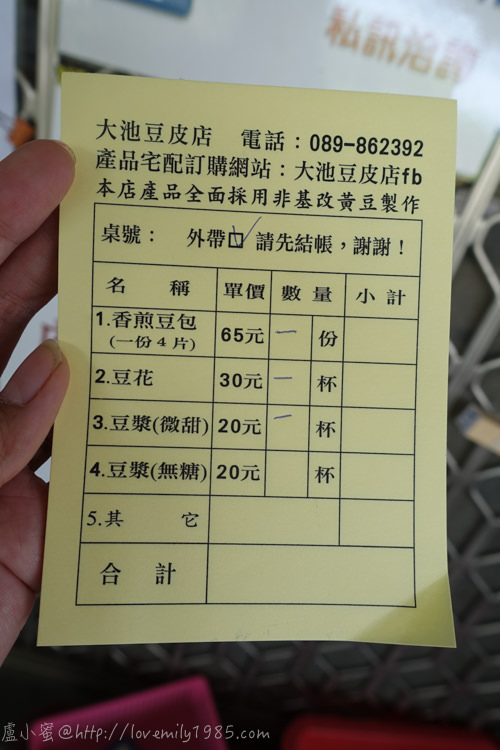 私訊洽詢
大池豆皮店 電話：089-862392
產品宅配訂購網站：大池豆皮店fb
本店產品全面採用非基改黃豆製作
桌號： 外帶☑ 請先結帳，謝謝！
名 稱 單價 數 量 小 計
1.香煎豆包 65元 一 份
(一份4片)
2.豆花 30元 一 杯
3.豆漿(微甜) 20元 一 杯
4.豆漿(無糖) 20元 杯
5.其 它
合 計
盧小蜜@http://lovemily1985.com